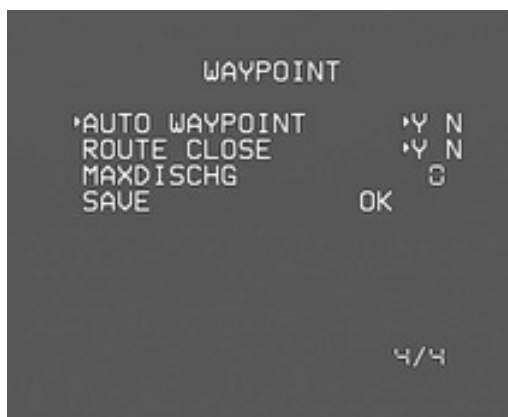 WAYPOINT
▸AUTO WAYPOINT ▸Y N
ROUTE CLOSE ▸Y N
MAXDISCHG 0
SAVE OK
4/4